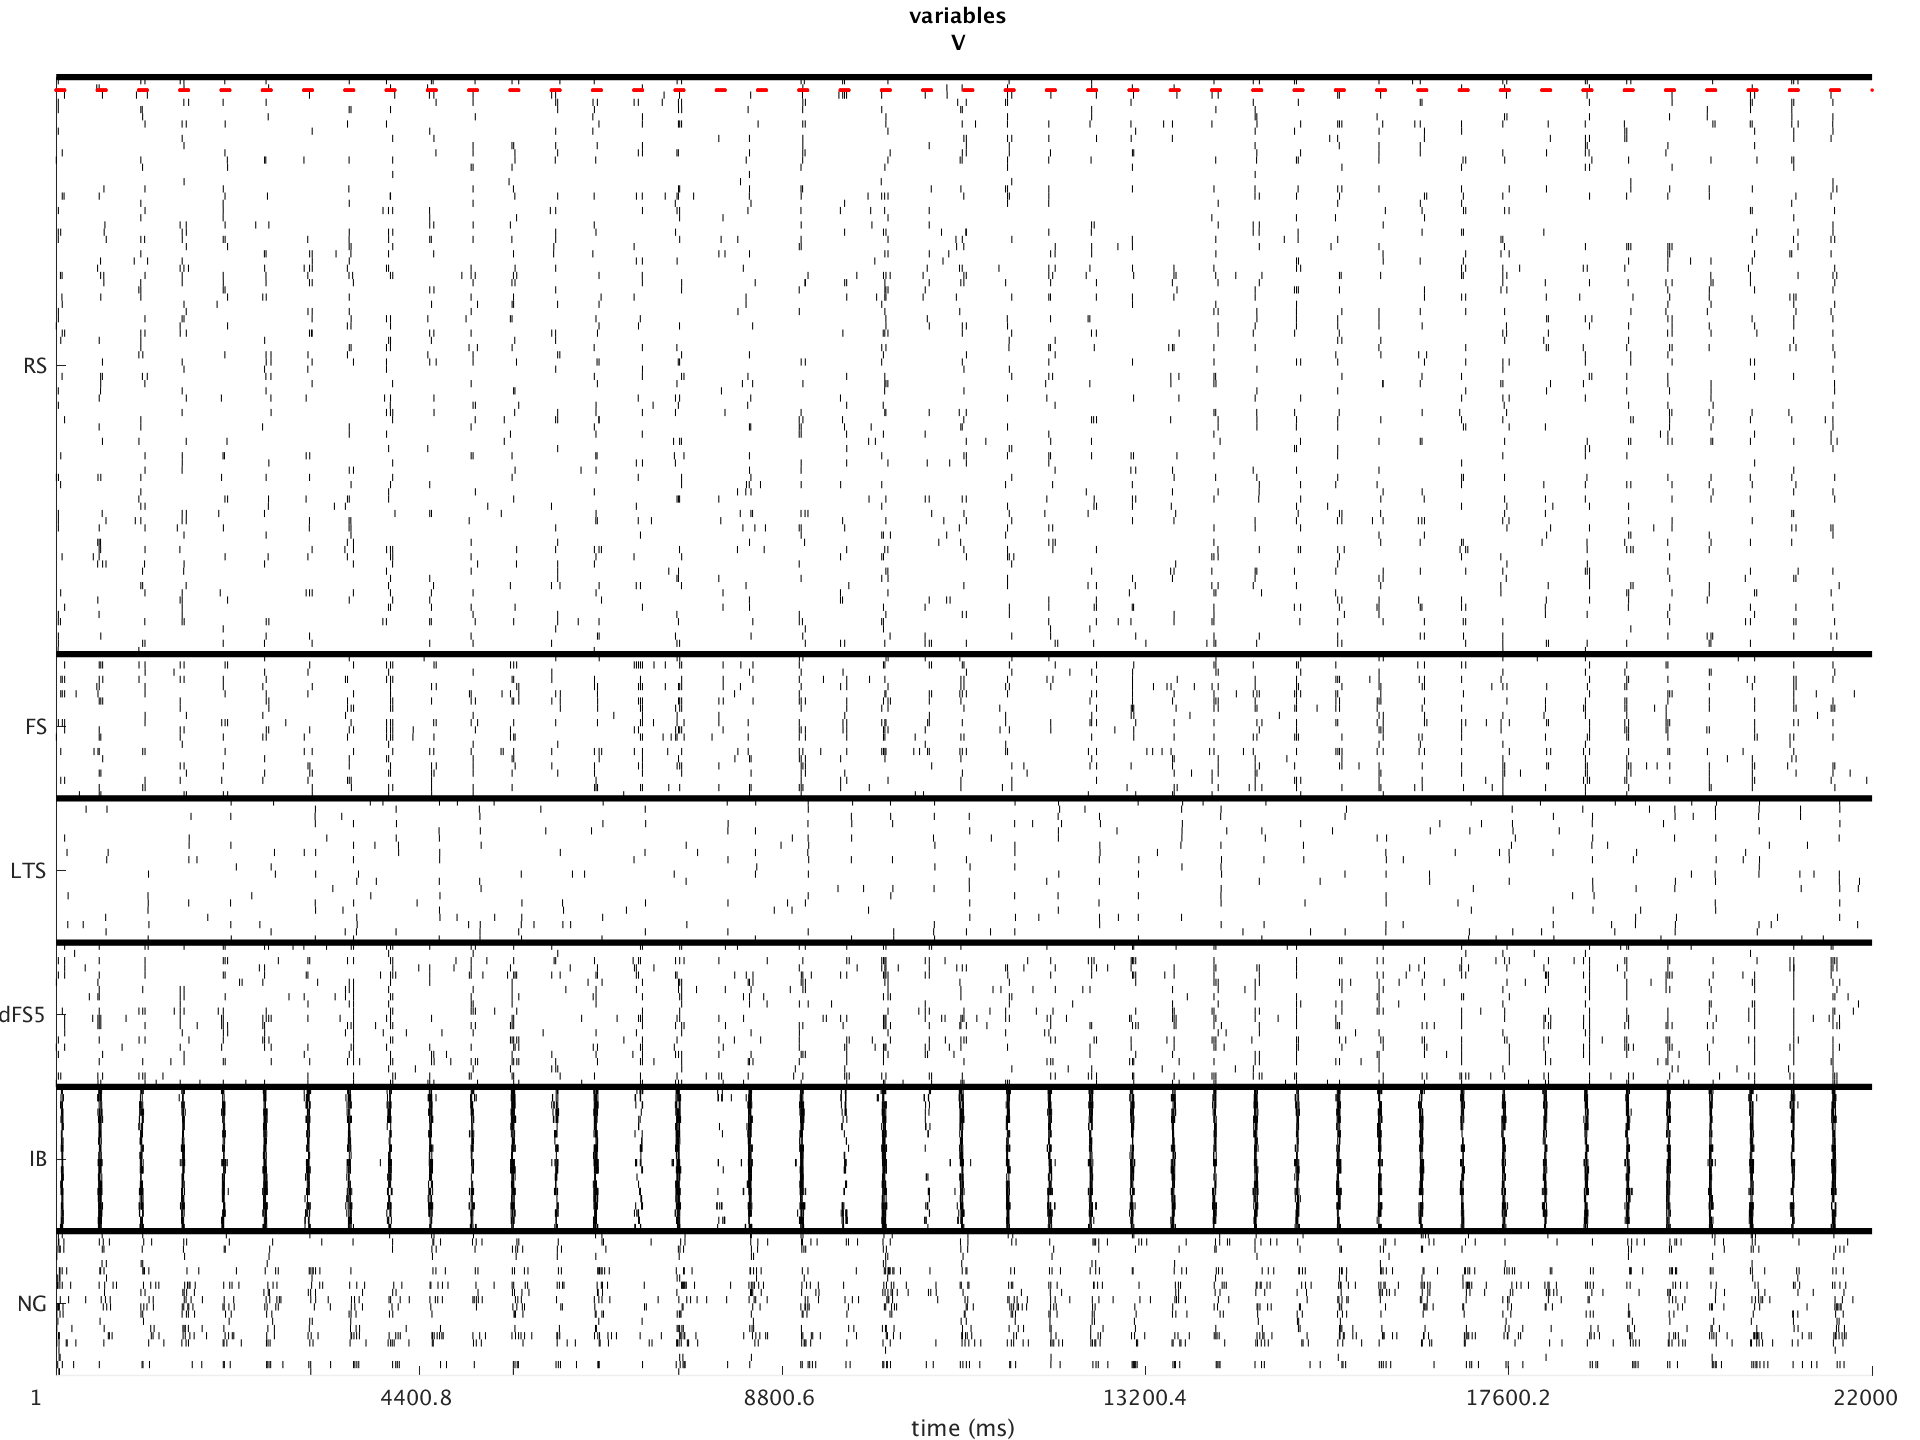 variables
V
RS
FS
LTS
dFS5
IB
NG
1
4400.8
8800.6
13200.4
17600.2
22000
time (ms)